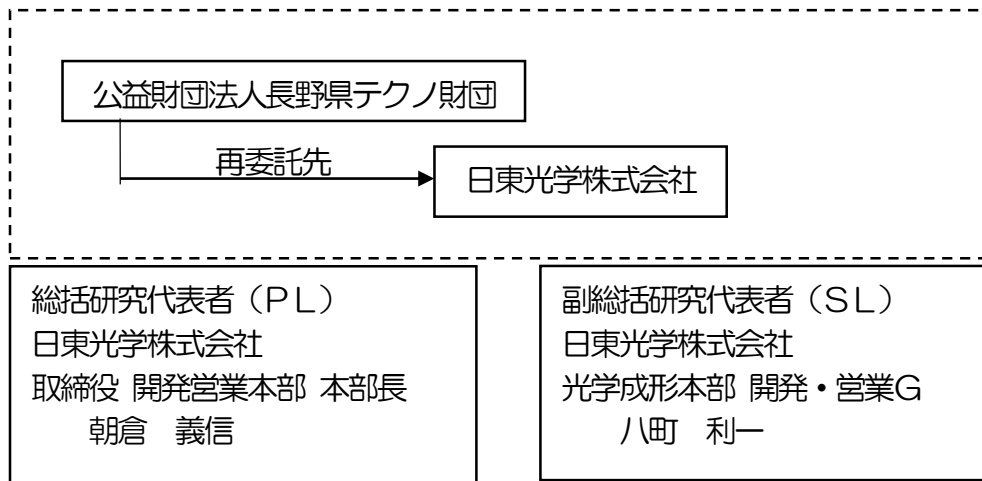 公益財団法人長野県テクノ財団
再委託先
日東光学株式会社
総括研究代表者（ＰＬ）
日東光学株式会社
取締役 開発営業本部 本部長
朝倉　義信
副総括研究代表者（ＳＬ）
日東光学株式会社
光学成形本部 開発・営業Ｇ
八町　利一